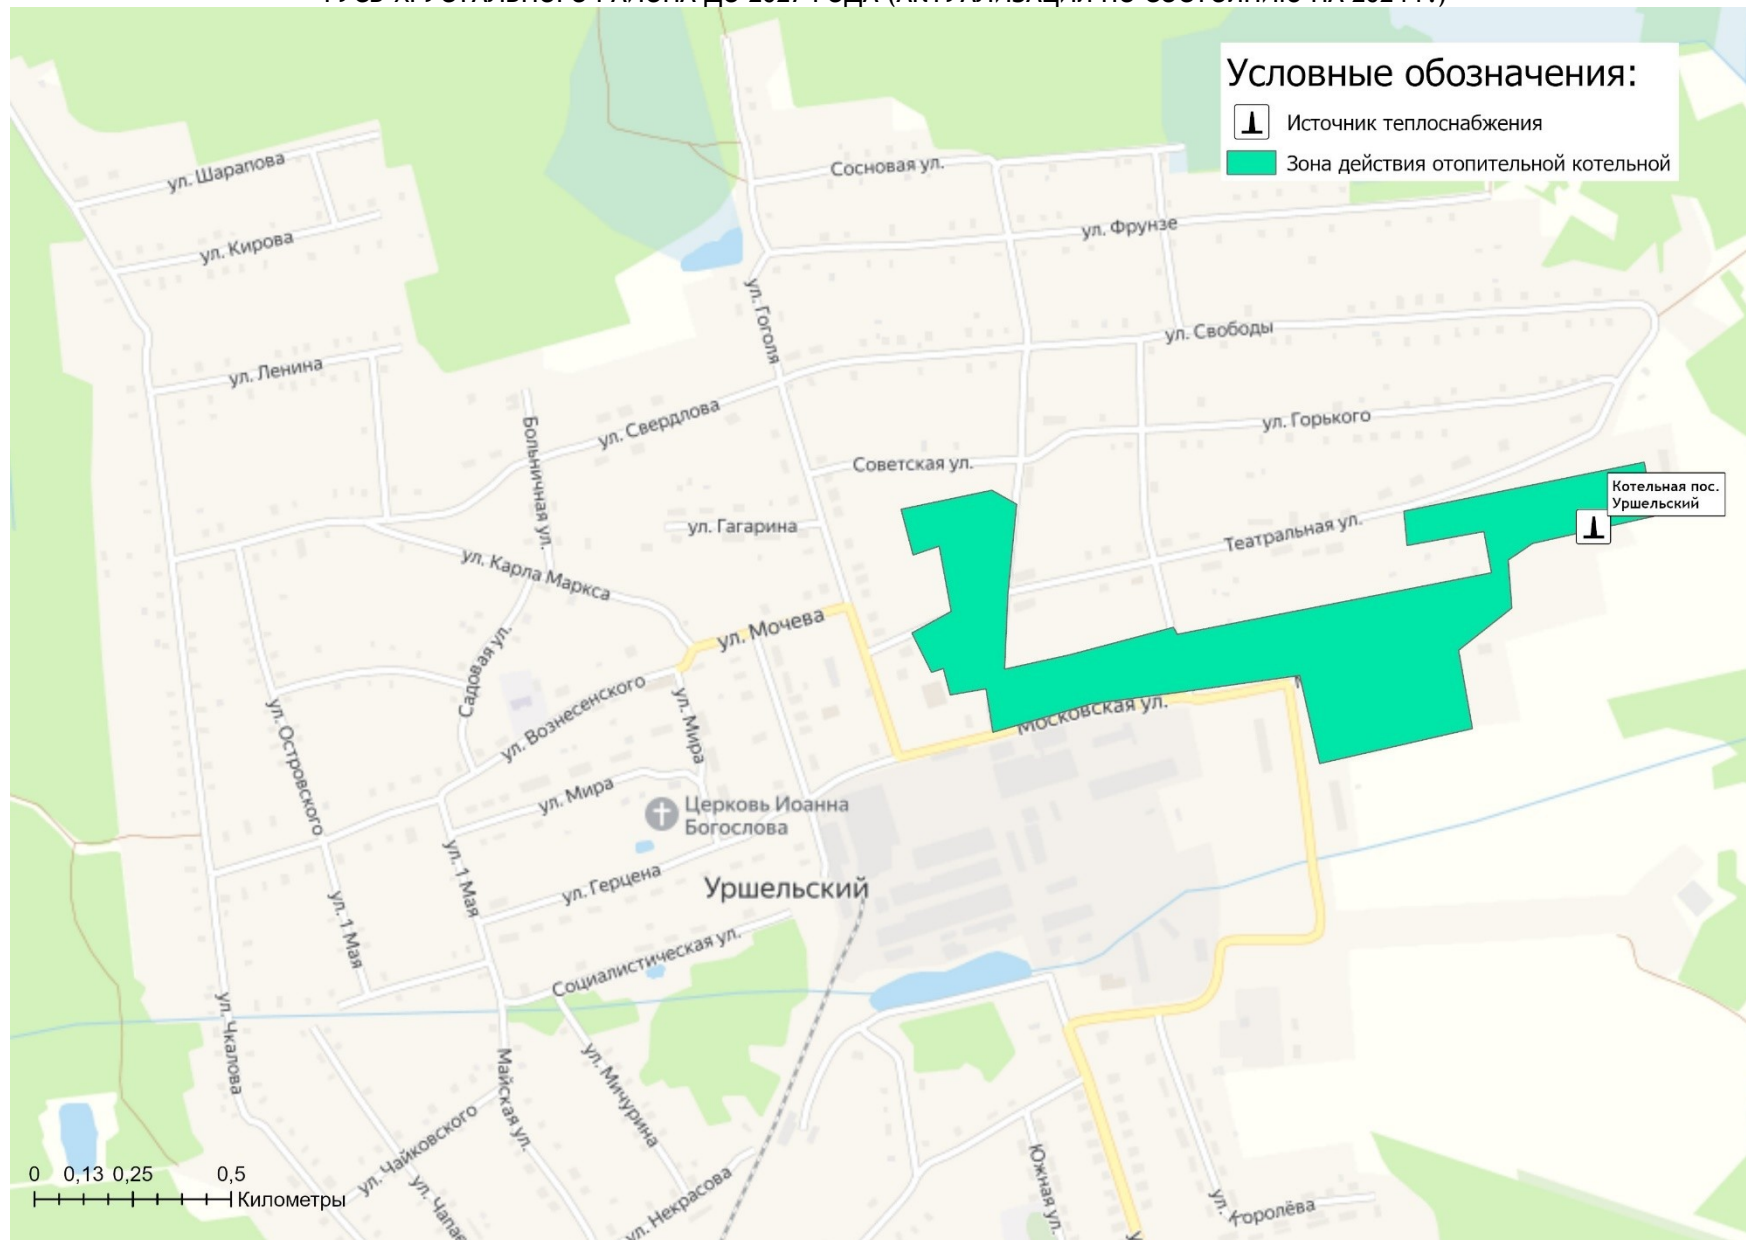 Условные обозначения:
Источник теплоснабжения
Зона действия отопительной котельной
ул. Шарапова
Сосновая ул.
ул. Кирова
ул. Фрунзе
ул. Гоголя
ул. Свободы
ул. Ленина
ул. Свердлова
Больничная ул.
ул. Горького
Советская ул.
Котельная пос.
Уршельский
ул. Гагарина
Театральная ул.
ул. Карла Маркса
ул. Мочева
Садовая ул.
ул. Вознесенского
ул. Мира
Московская ул.
ул. Островского
ул. Мира
Церковь Иоанна
Богослова
ул. 1 Мая
ул. Герцена
Уршельский
ул. 1 Мая
Социалистическая ул.
ул. Чкалова
Майская ул.
ул. Мичурина
ул. Чайковского
Южная ул.
ул. Некрасова
ул. Королёва
0 0,13 0,25 0,5
Километры